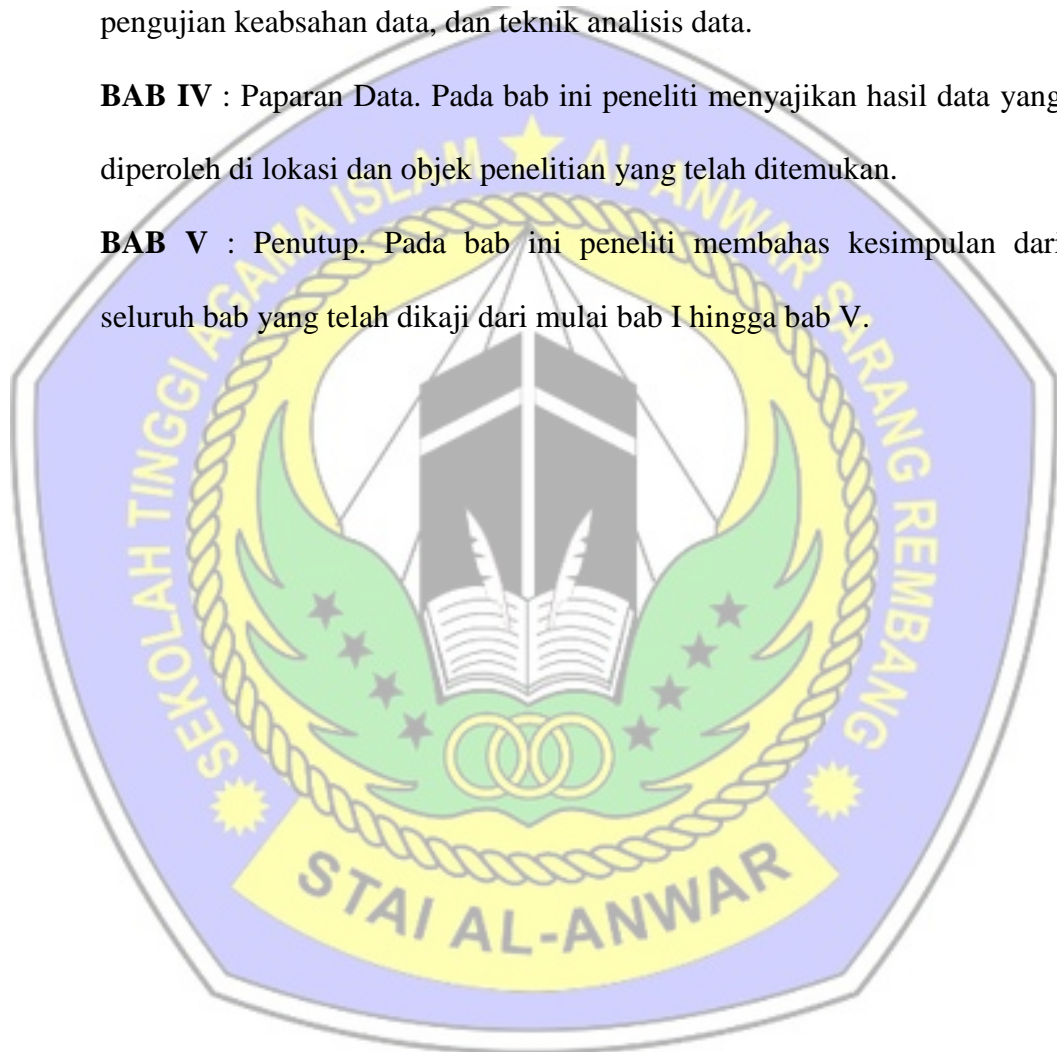 pengujian keabsahan data, dan teknik analisis data.
BAB IV : Paparan Data. Pada bab ini peneliti menyajikan hasil data yang
diperoleh di lokasi dan objek penelitian yang telah ditemukan.
BAB V : Penutup. Pada bab ini peneliti membahas kesimpulan dari
seluruh bab yang telah dikaji dari mulai bab I hingga bab V.
SEKOLAH TINGGI AGAMA ISLAM AL-ANWAR SARANG REMBANG
STAI AL-ANWAR